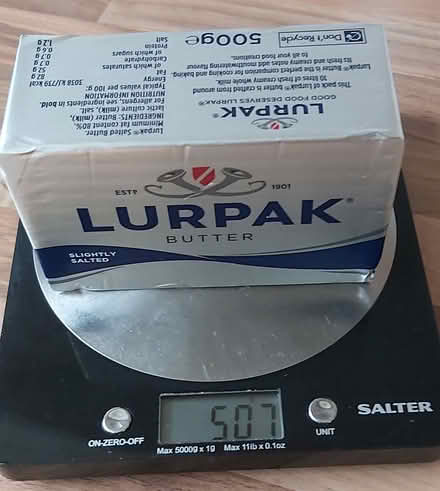 LURPAK®
GOOD FOOD DESERVES LURPAK®
This pack of Lurpak® butter is crafted from around
10 litres of fresh creamy whole milk.
Lurpak® Butter is the perfect companion for cooking and baking.
Its fresh and creamy notes adds mouthwatering flavour
to all your food creations.
Don't Recycle
500g℮
Lurpak® Salted Butter.
Minimum fat content 80%.
INGREDIENTS: Butter (milk),
lactic culture (milk), salt.
For allergens, see ingredients in bold.
NUTRITION INFORMATION
Typical values per 100 g:
Energy 3058 kJ/739 kcal
Fat 82 g
of which saturates 52 g
Carbohydrate 0.7 g
of which sugars 0.7 g
Protein 0.6 g
Salt 1.2 g
ESTD 1901
LURPAK®
BUTTER
SLIGHTLY
SALTED
507
ON-ZERO-OFF
UNIT
SALTER
Max 5000g x 1g Max 11lb x 0.1oz